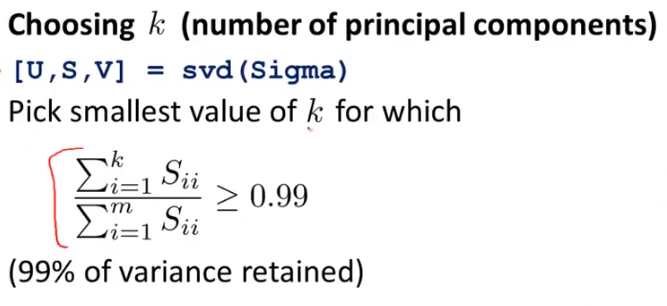 Choosing k (number of principal components)
[U,S,V] = svd(Sigma)
Pick smallest value of k for which
\frac{\sum_{i=1}^{k} S_{ii}}{\sum_{i=1}^{m} S_{ii}} ≥ 0.99
(99% of variance retained)